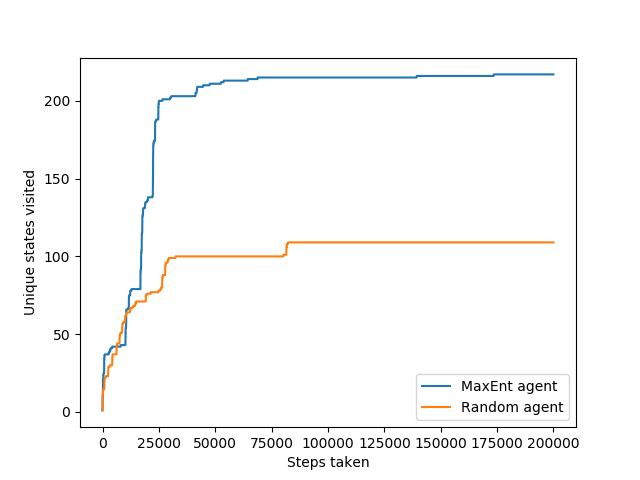 200
150
100
50
0
Unique states visited
MaxEnt agent
Random agent
0 25000 50000 75000 100000 125000 150000 175000 200000
Steps taken